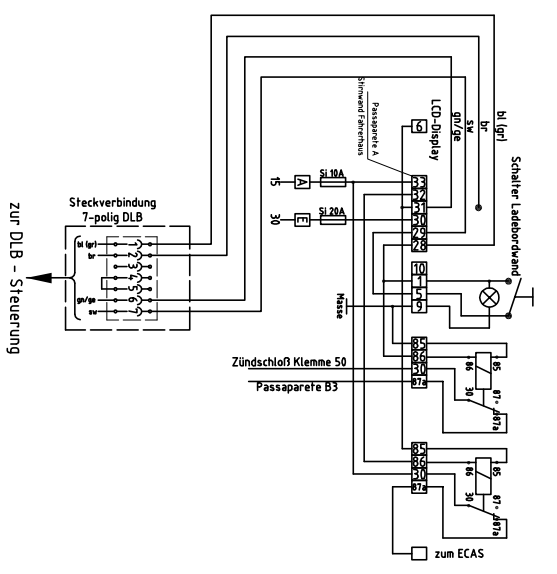 bl (gr)
br
sw
gn/ge
LCD-Display
6
Passaparete A
Stirnwand Fahrerhaus
Schalter Ladebordwand
15
A
Si 10A
30
E
Si 20A
33
32
31
30
29
28
Steckverbindung
7-polig DLB
bl (gr)
br
gn/ge
sw
1
2
3
4
5
6
7
zur DLB - Steuerung
10
1
5
9
Masse
85
86
30
87a
Zündschloß Klemme 50
Passaparete B3
86
85
30
87
87a
85
86
30
87a
86
85
30
87
87a
zum ECAS